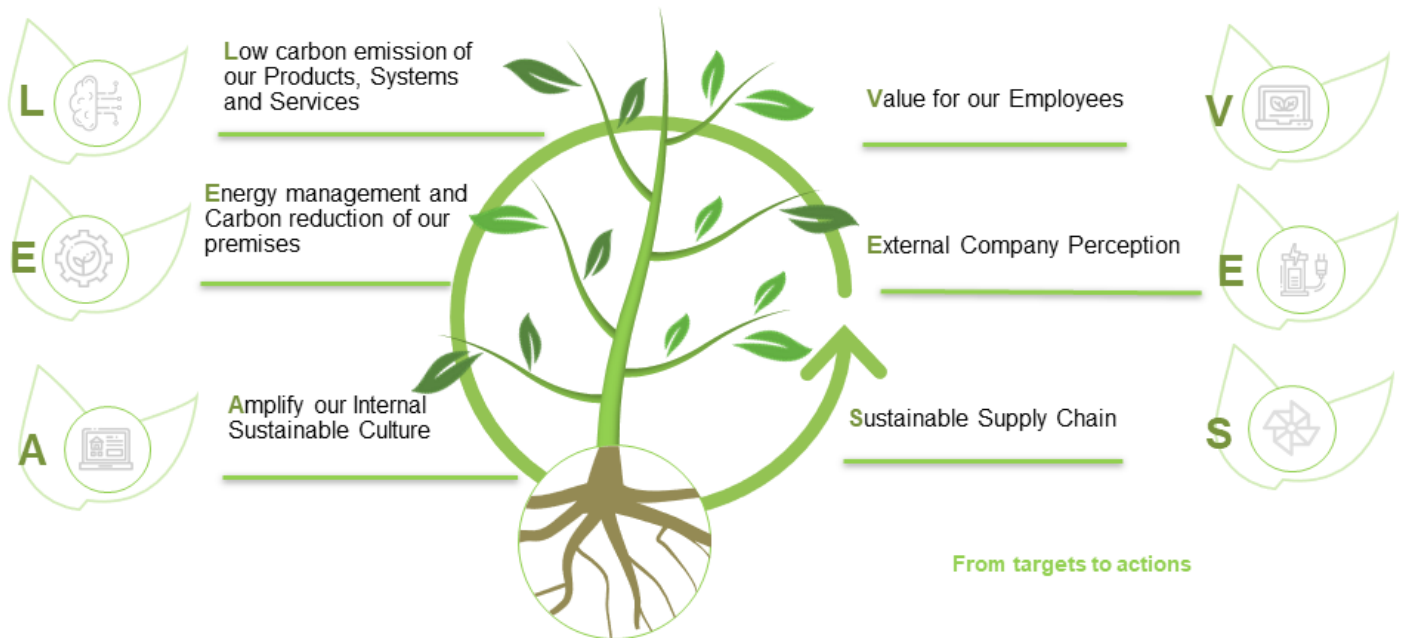 L
Low carbon emission of
our Products, Systems
and Services
E
Energy management and
Carbon reduction of our
premises
A
Amplify our Internal
Sustainable Culture
Value for our Employees
V
External Company Perception
E
Sustainable Supply Chain
S
From targets to actions